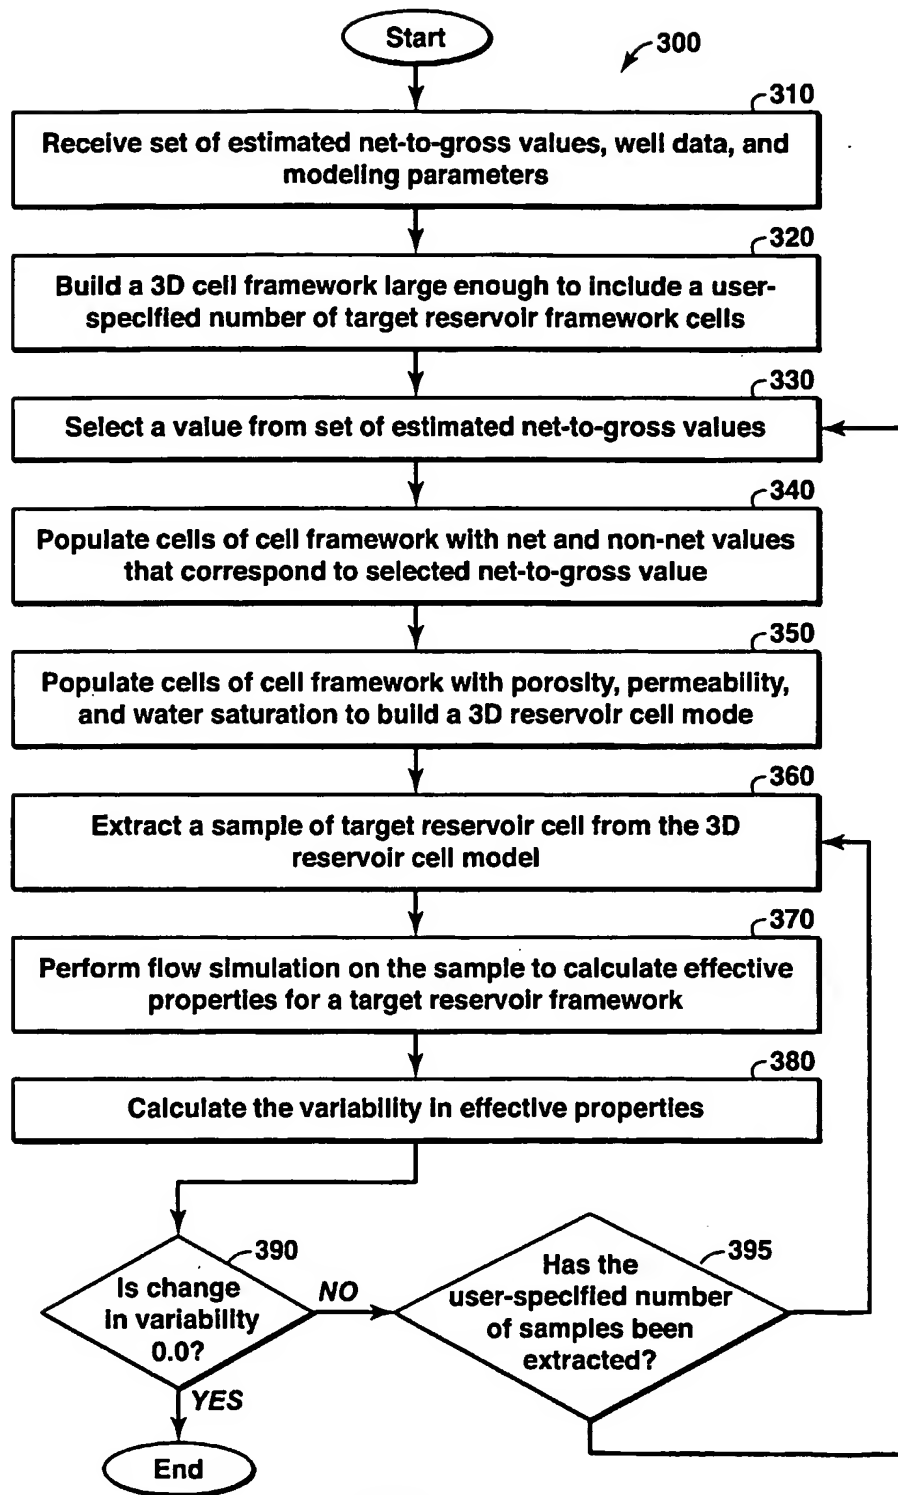 Start
300
310
Receive set of estimated net-to-gross values, well data, and
modeling parameters
320
Build a 3D cell framework large enough to include a user-
specified number of target reservoir framework cells
330
Select a value from set of estimated net-to-gross values
340
Populate cells of cell framework with net and non-net values
that correspond to selected net-to-gross value
350
Populate cells of cell framework with porosity, permeability,
and water saturation to build a 3D reservoir cell mode
360
Extract a sample of target reservoir cell from the 3D
reservoir cell model
370
Perform flow simulation on the sample to calculate effective
properties for a target reservoir framework
380
Calculate the variability in effective properties
390
Is change
in variability
0.0?
NO
YES
395
Has the
user-specified number
of samples been
extracted?
End